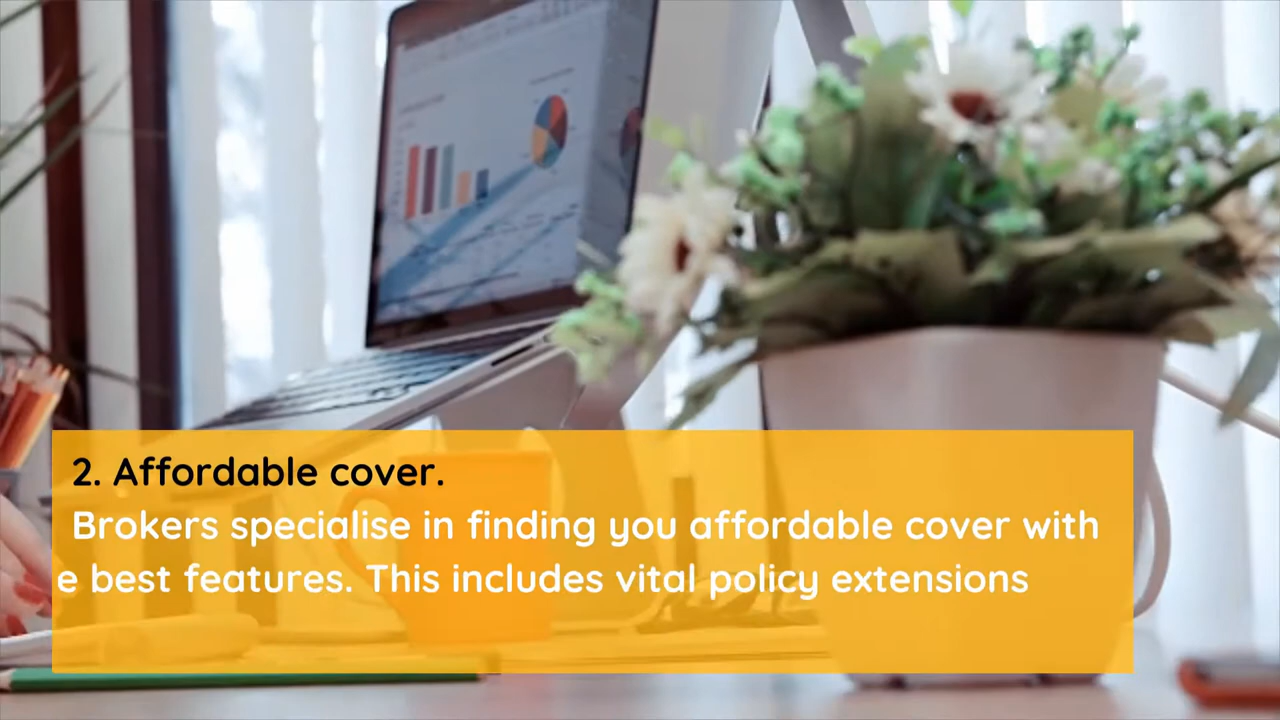 2. Affordable cover.
Brokers specialise in finding you affordable cover with
e best features. This includes vital policy extensions